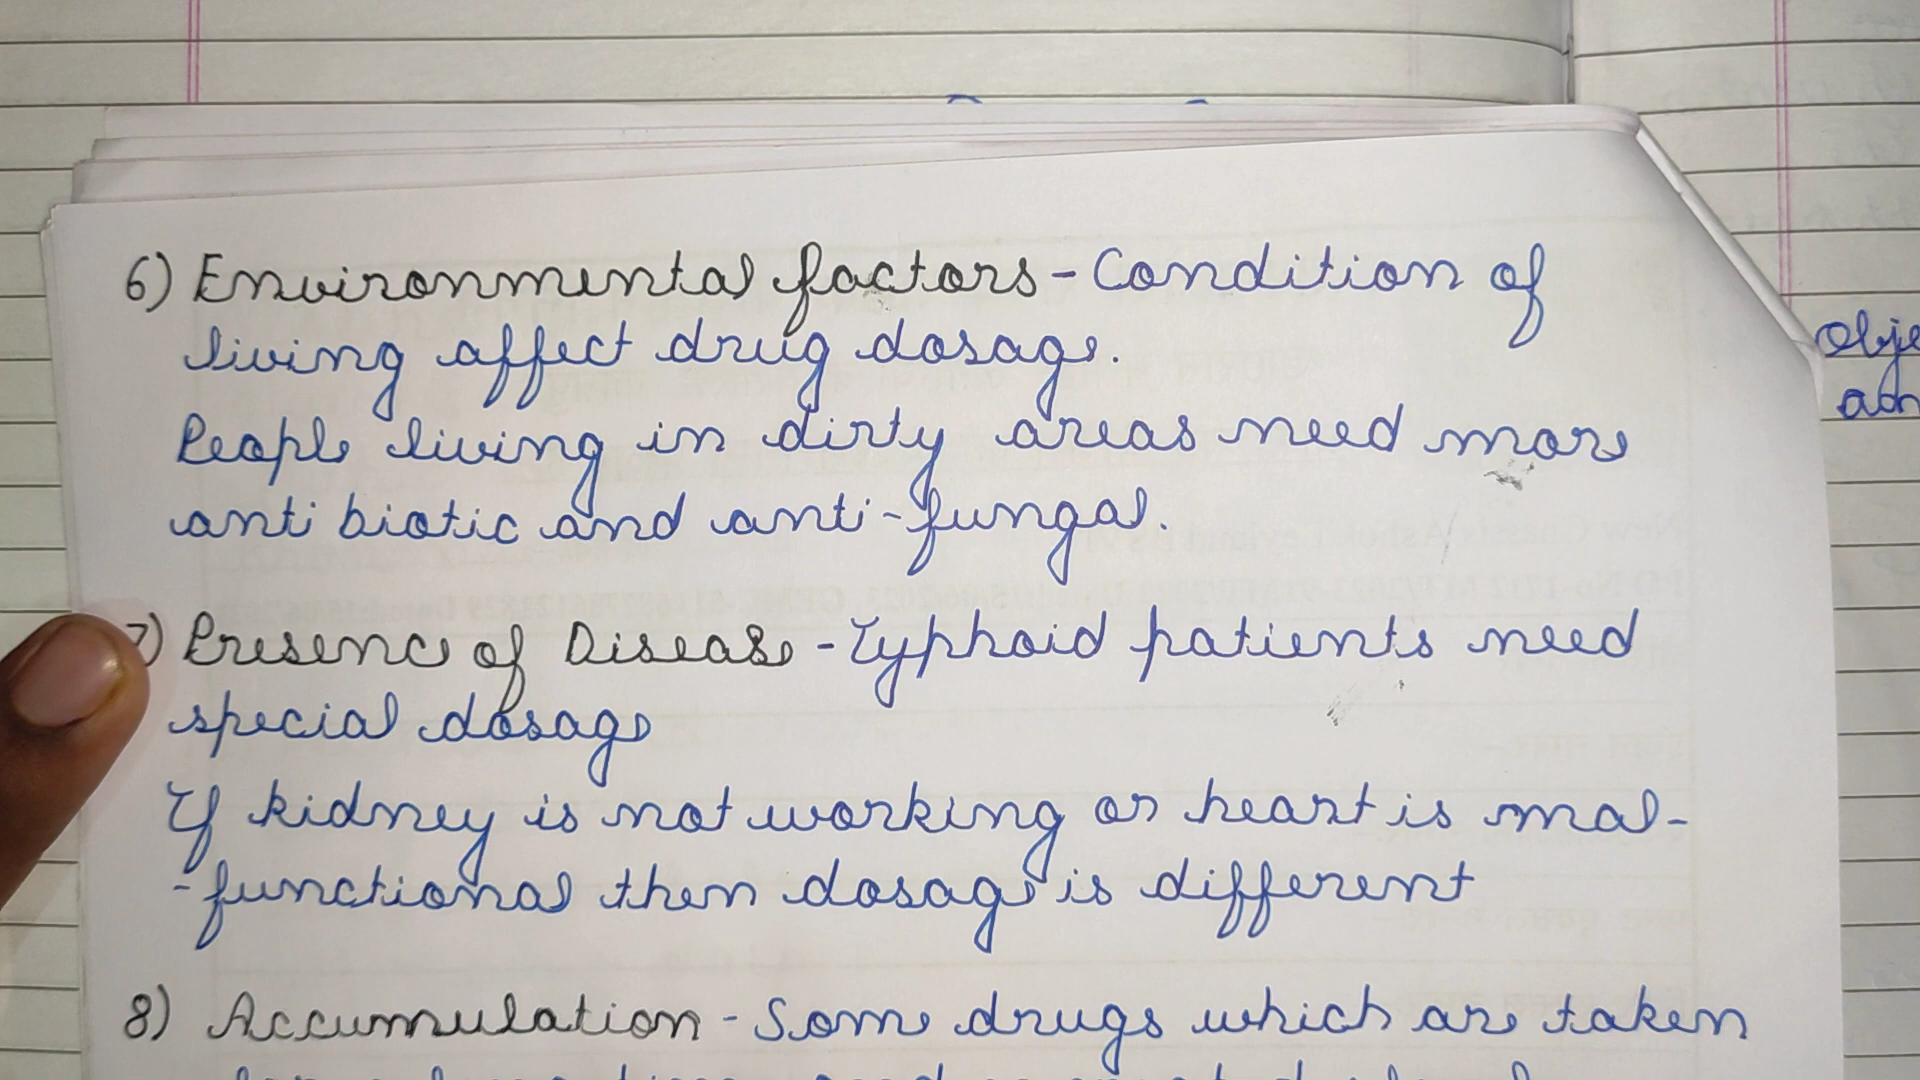 6) Environmental factors - Condition of
living affect drug dosage.
People living in dirty areas need more
anti biotic and anti-fungal.
7) Presence of Disease - Typhoid patients need
special dosage
If kidney is not working or heart is mal-
-functional then dosage is different
8) Accumulation - Some drugs which are taken
Obje